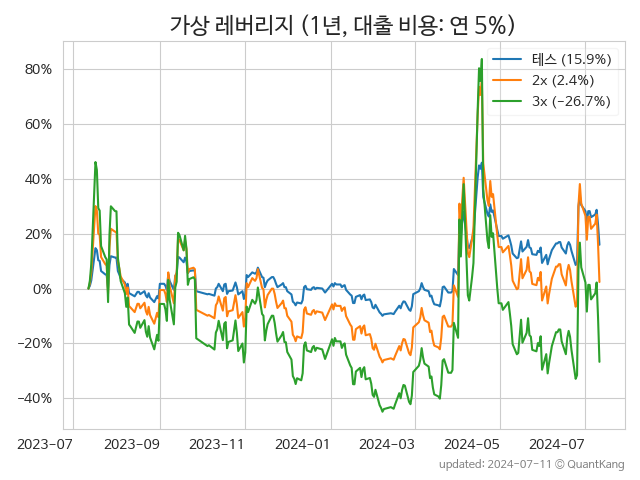 가상 레버리지 (1년, 대출 비용: 연 5%)
테스 (15.9%)
2x (2.4%)
3x (−26.7%)
80%
60%
40%
20%
0%
−20%
−40%
2023-07
2023-09
2023-11
2024-01
2024-03
2024-05
2024-07
updated: 2024-07-11 © QuantKang